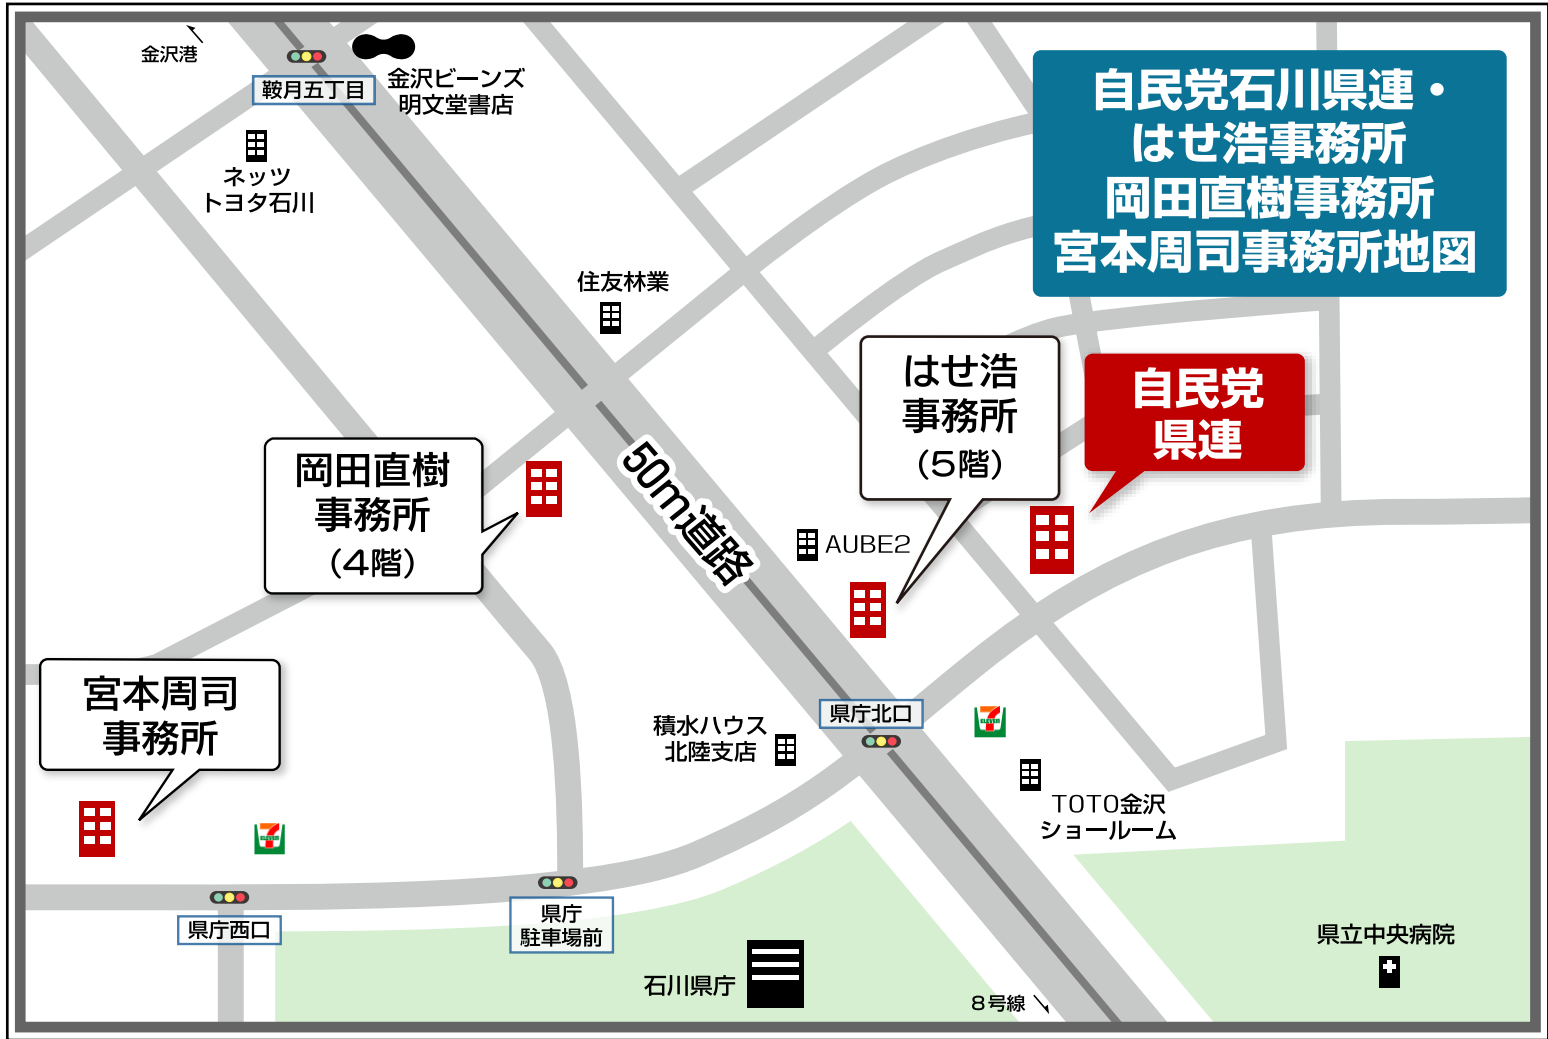 金沢港
鞍月五丁目
金沢ビーンズ
明文堂書店
ネッツ
トヨタ石川
自民党石川県連・
はせ浩事務所
岡田直樹事務所
宮本周司事務所地図
住友林業
はせ浩
事務所
(5階)
自民党
県連
岡田直樹
事務所
(4階)
50m道路
AUBE2
宮本周司
事務所
積水ハウス
北陸支店
県庁北口
7 ELEVEN
TOTO金沢
ショールーム
7 ELEVEN
県庁西口
県庁
駐車場前
石川県庁
県立中央病院
8号線